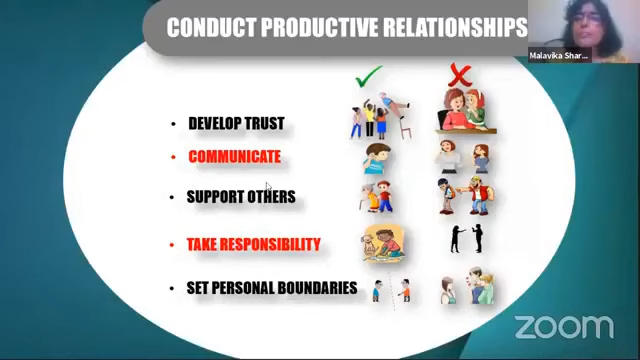 CONDUCT PRODUCTIVE RELATIONSHIPS
Malavika Shar...
• DEVELOP TRUST
• COMMUNICATE
• SUPPORT OTHERS
• TAKE RESPONSIBILITY
• SET PERSONAL BOUNDARIES
zoom